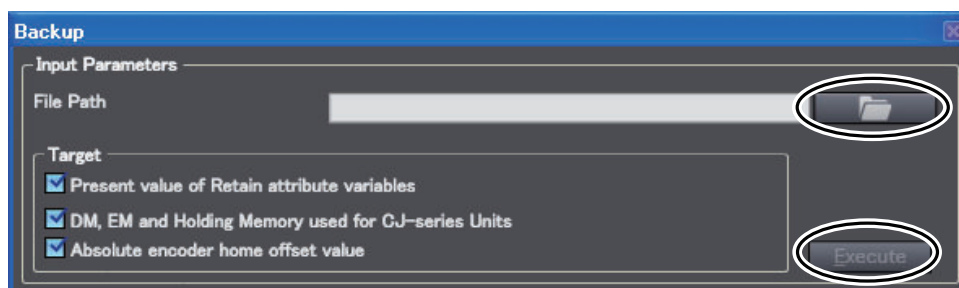 Backup
Input Parameters
File Path
Target
Present value of Retain attribute variables
DM, EM and Holding Memory used for CJ-series Units
Absolute encoder home offset value
Execute